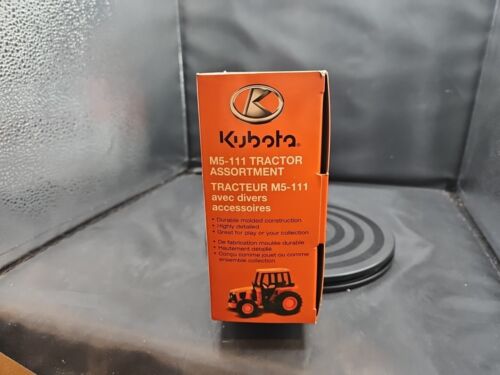 K
Kubota®
M5-111 TRACTOR
ASSORTMENT
TRACTEUR M5-111
avec divers
accessoires
• Durable molded construction
• Highly detailed
• Great for play or your collection
• De fabrication moulée durable
• Hautement détaillé
• Conçu comme jouet ou comme
ensemble collection